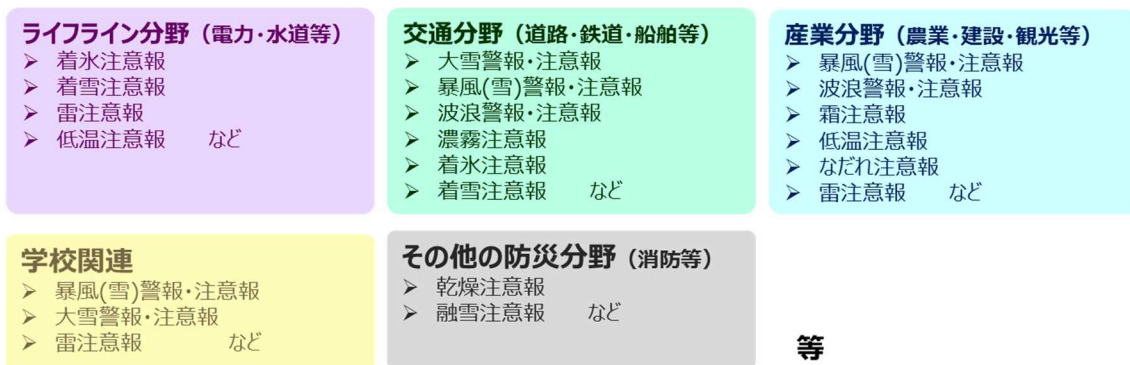 ライフライン分野（電力・水道等）
➢ 着氷注意報
➢ 着雪注意報
➢ 雷注意報
➢ 低温注意報　　など
交通分野（道路・鉄道・船舶等）
➢ 大雪警報・注意報
➢ 暴風(雪)警報・注意報
➢ 波浪警報・注意報
➢ 濃霧注意報
➢ 着氷注意報
➢ 着雪注意報　　など
産業分野（農業・建設・観光等）
➢ 暴風(雪)警報・注意報
➢ 波浪警報・注意報
➢ 霜注意報
➢ 低温注意報
➢ なだれ注意報
➢ 雷注意報　　など
学校関連
➢ 暴風(雪)警報・注意報
➢ 大雪警報・注意報
➢ 雷注意報　　　　など
その他の防災分野（消防等）
➢ 乾燥注意報
➢ 融雪注意報　　など
等